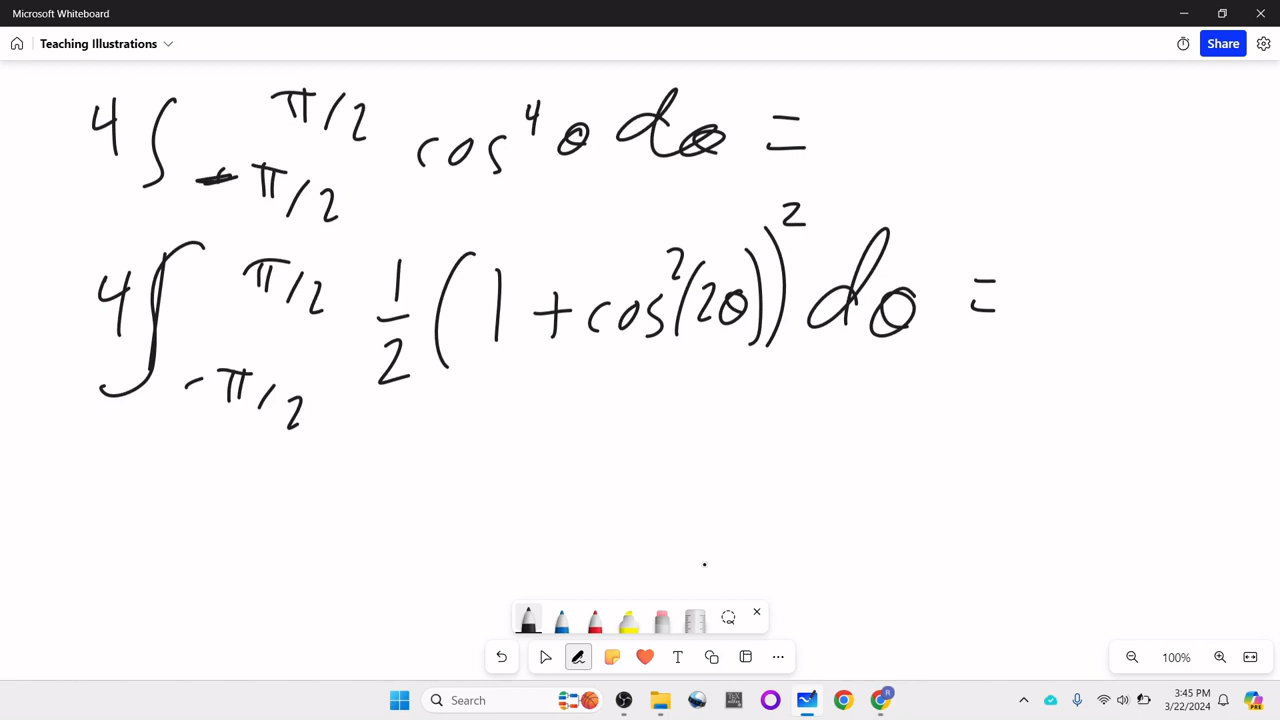 Microsoft Whiteboard
Teaching Illustrations
Share
4∫_{-π/2}^{π/2} cos⁴θ dθ =
4∫_{-π/2}^{π/2} 1/2 (1 + cos²(2θ))² dθ =
100%
Search
3:45 PM
3/22/2024